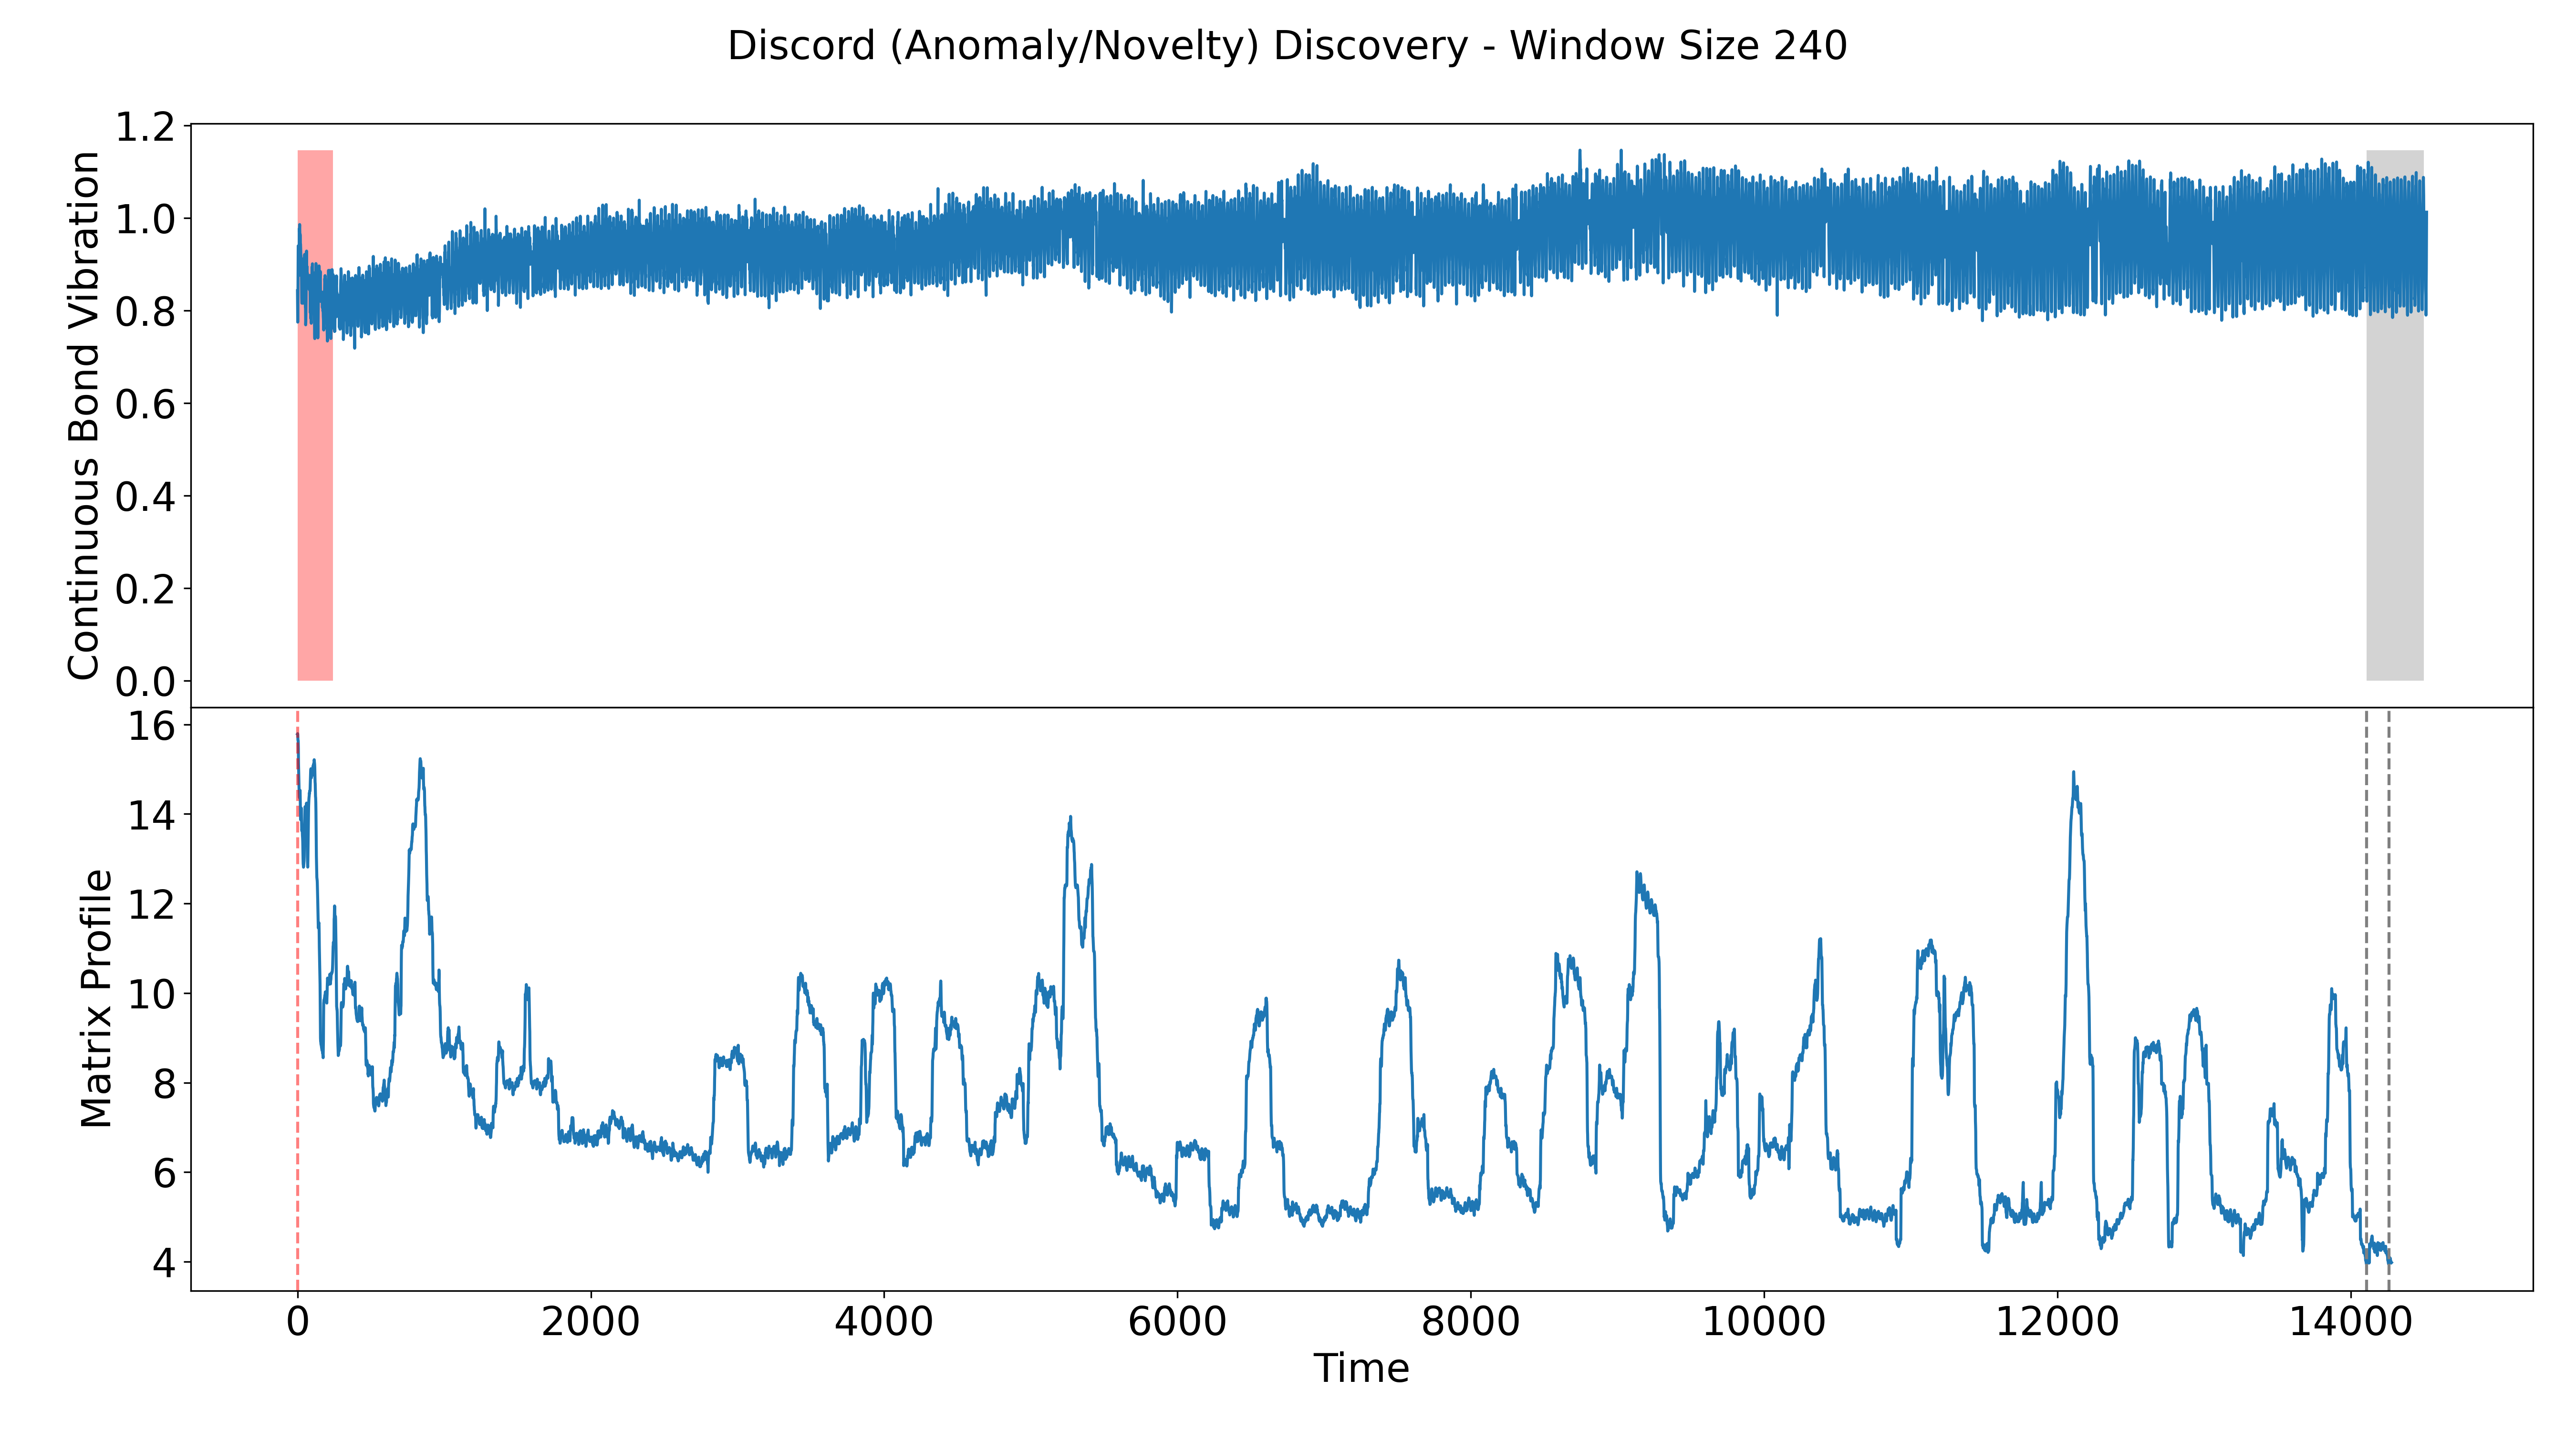 Discord (Anomaly/Novelty) Discovery - Window Size 240
Continuous Bond Vibration
1.2
1.0
0.8
0.6
0.4
0.2
0.0
Matrix Profile
16
14
12
10
8
6
4
0 2000 4000 6000 8000 10000 12000 14000
Time